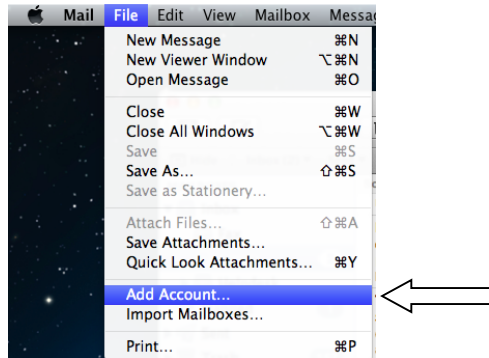 Mail File Edit View Mailbox Messa
New Message ⌘N
New Viewer Window ⌥⌘N
Open Message ⌘O
Close ⌘W
Close All Windows ⌥⌘W
Save ⌘S
Save As... ⇧⌘S
Save as Stationery...
Attach Files... ⇧⌘A
Save Attachments...
Quick Look Attachments... ⌘Y
Add Account...
Import Mailboxes...
Print... ⌘P